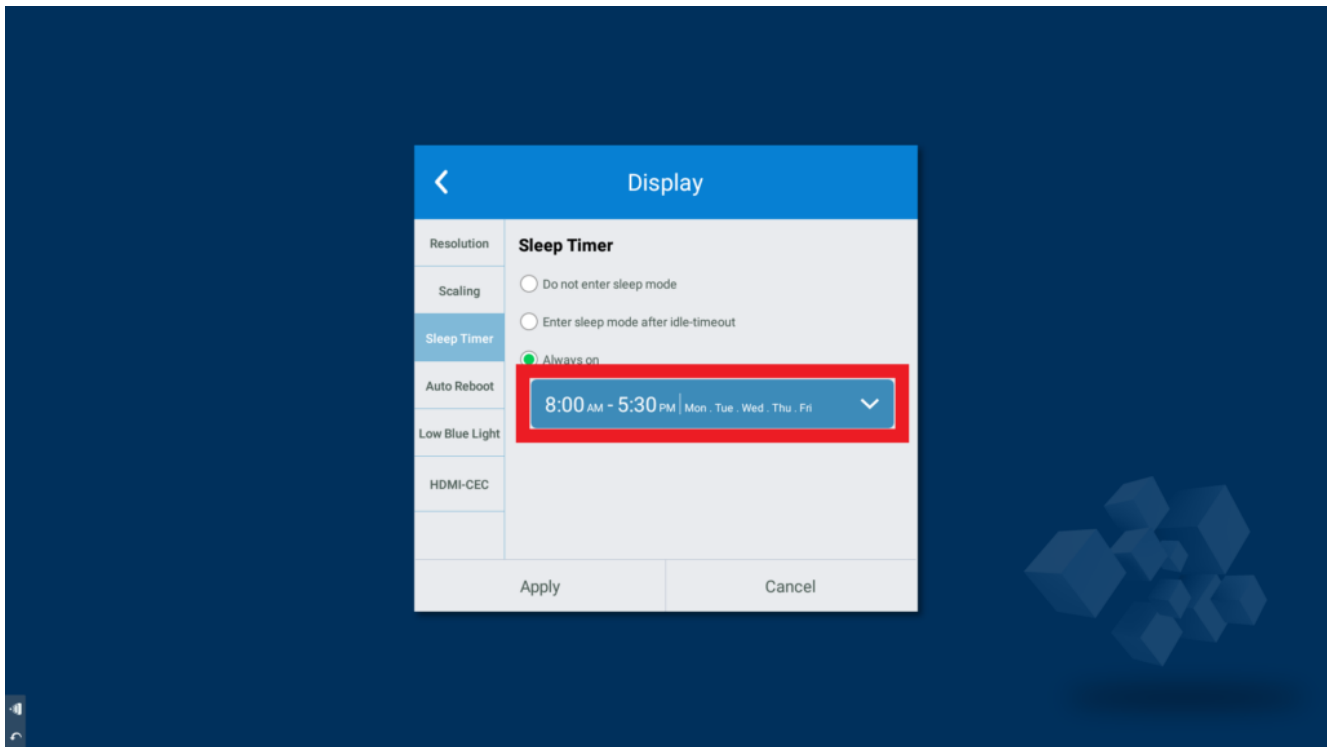 Display
Resolution
Scaling
Sleep Timer
Auto Reboot
Low Blue Light
HDMI-CEC
Sleep Timer
Do not enter sleep mode
Enter sleep mode after idle-timeout
Always on
8:00 AM - 5:30 PM Mon . Tue . Wed . Thu . Fri
Apply
Cancel